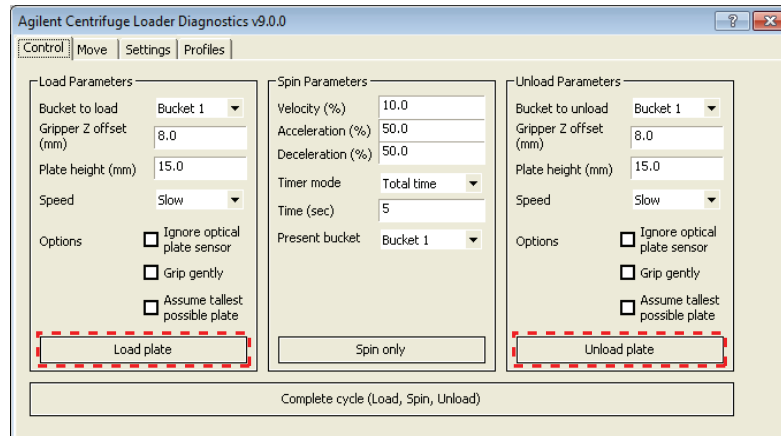 Agilent Centrifuge Loader Diagnostics v9.0.0
Control Move Settings Profiles
Load Parameters
Bucket to load Bucket 1
Gripper Z offset
(mm) 8.0
Plate height (mm) 15.0
Speed Slow
Options Ignore optical
plate sensor
Grip gently
Assume tallest
possible plate
Load plate
Spin Parameters
Velocity (%) 10.0
Acceleration (%) 50.0
Deceleration (%) 50.0
Timer mode Total time
Time (sec) 5
Present bucket Bucket 1
Spin only
Unload Parameters
Bucket to unload Bucket 1
Gripper Z offset
(mm) 8.0
Plate height (mm) 15.0
Speed Slow
Options Ignore optical
plate sensor
Grip gently
Assume tallest
possible plate
Unload plate
Complete cycle (Load, Spin, Unload)